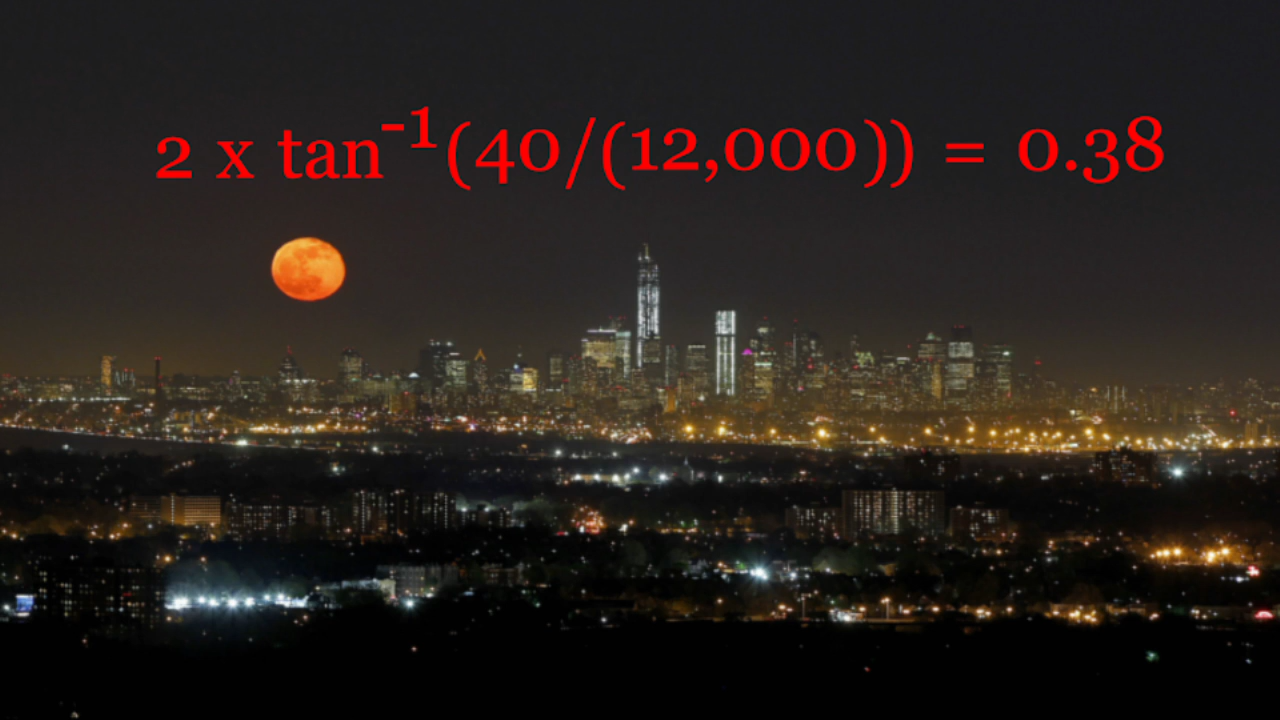 2 x tan⁻¹(40/(12,000)) = 0.38